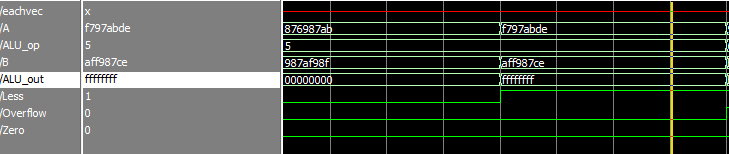 /eachvec x
/A f797abde 876987ab f797abde
/ALU_op 5 5
/B aff987ce 987af98f aff987ce
/ALU_out ffffffff 00000000 ffffffff
/Less 1
/Overflow 0
/Zero 0